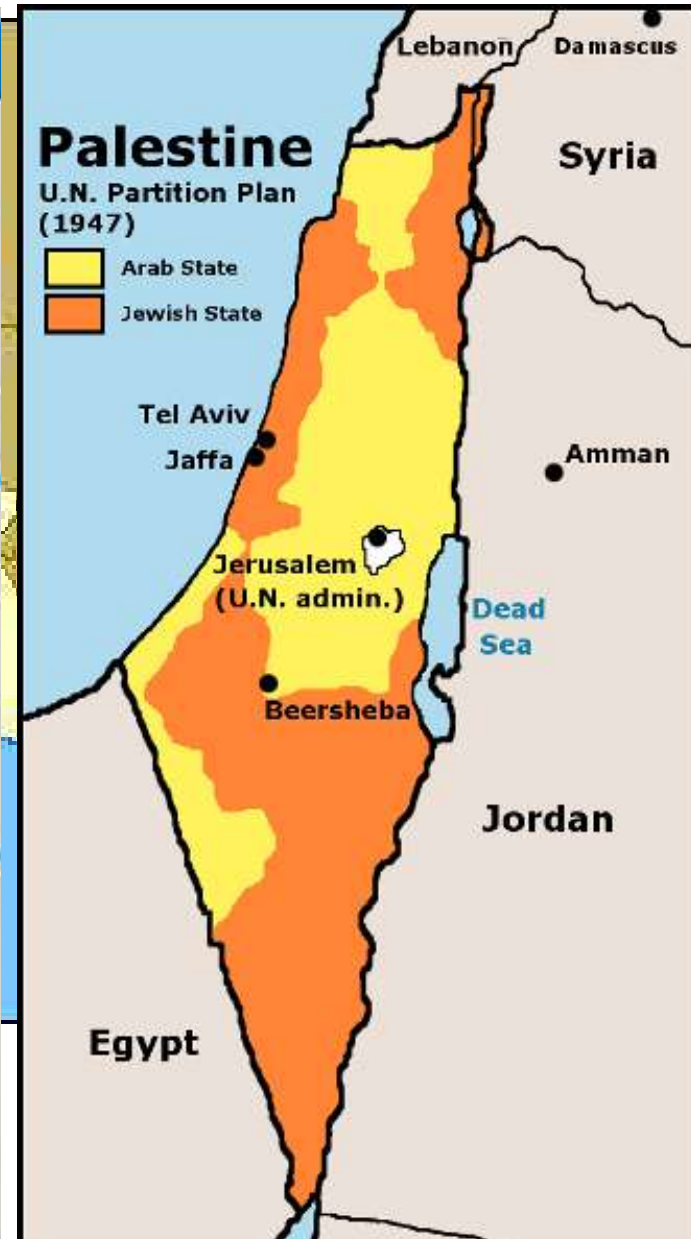 Lebanon
Damascus
Palestine
Syria
U.N. Partition Plan
(1947)
Arab State
Jewish State
Tel Aviv
Jaffa
Amman
Jerusalem
(U.N. admin.)
Dead
Sea
Beersheba
Jordan
Egypt